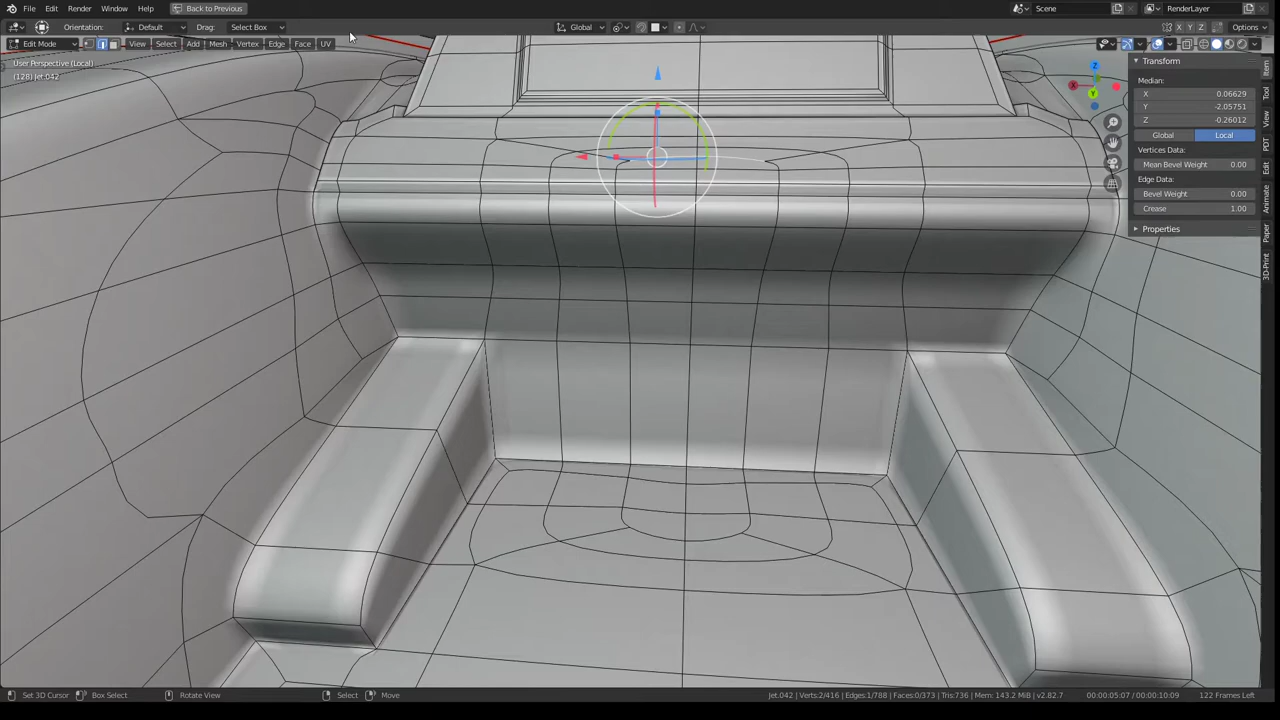 File Edit Render Window Help Back to Previous Scene RenderLayer
Orientation: Default Drag: Select Box Global X Y Z Options
Edit Mode View Select Add Mesh Vertex Edge Face UV
User Perspective (Local)
(128) Jet.042
Transform
Median:
X 0.06629
Y -2.05751
Z -0.26012
Global Local
Vertices Data:
Mean Bevel Weight 0.00
Edge Data:
Bevel Weight 0.00
Crease 1.00
Properties
Item
Tool
View
PDT
Edit
Animate
Paper
3D-Print
Z
X
Y
Set 3D Cursor Box Select Rotate View Select Move Jet.042 | Verts:2/416 | Edges:1/788 | Faces:0/373 | Tris:736 | Mem: 143.2 MiB | v2.82.7 00:00:05:07 / 00:00:10:09 122 Frames Left